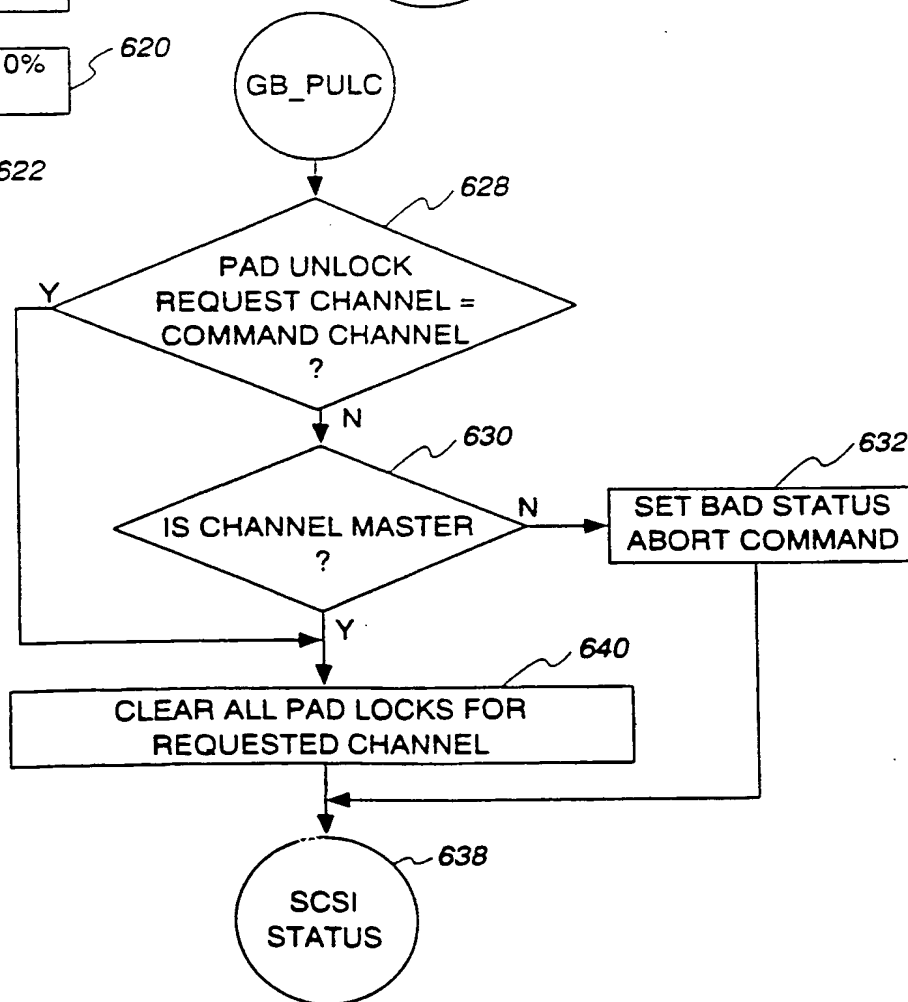 0%
620
GB_PULC
622
628
PAD UNLOCK
REQUEST CHANNEL =
COMMAND CHANNEL
?
Y
N
630
632
IS CHANNEL MASTER
?
N
SET BAD STATUS
ABORT COMMAND
Y
640
CLEAR ALL PAD LOCKS FOR
REQUESTED CHANNEL
638
SCSI
STATUS